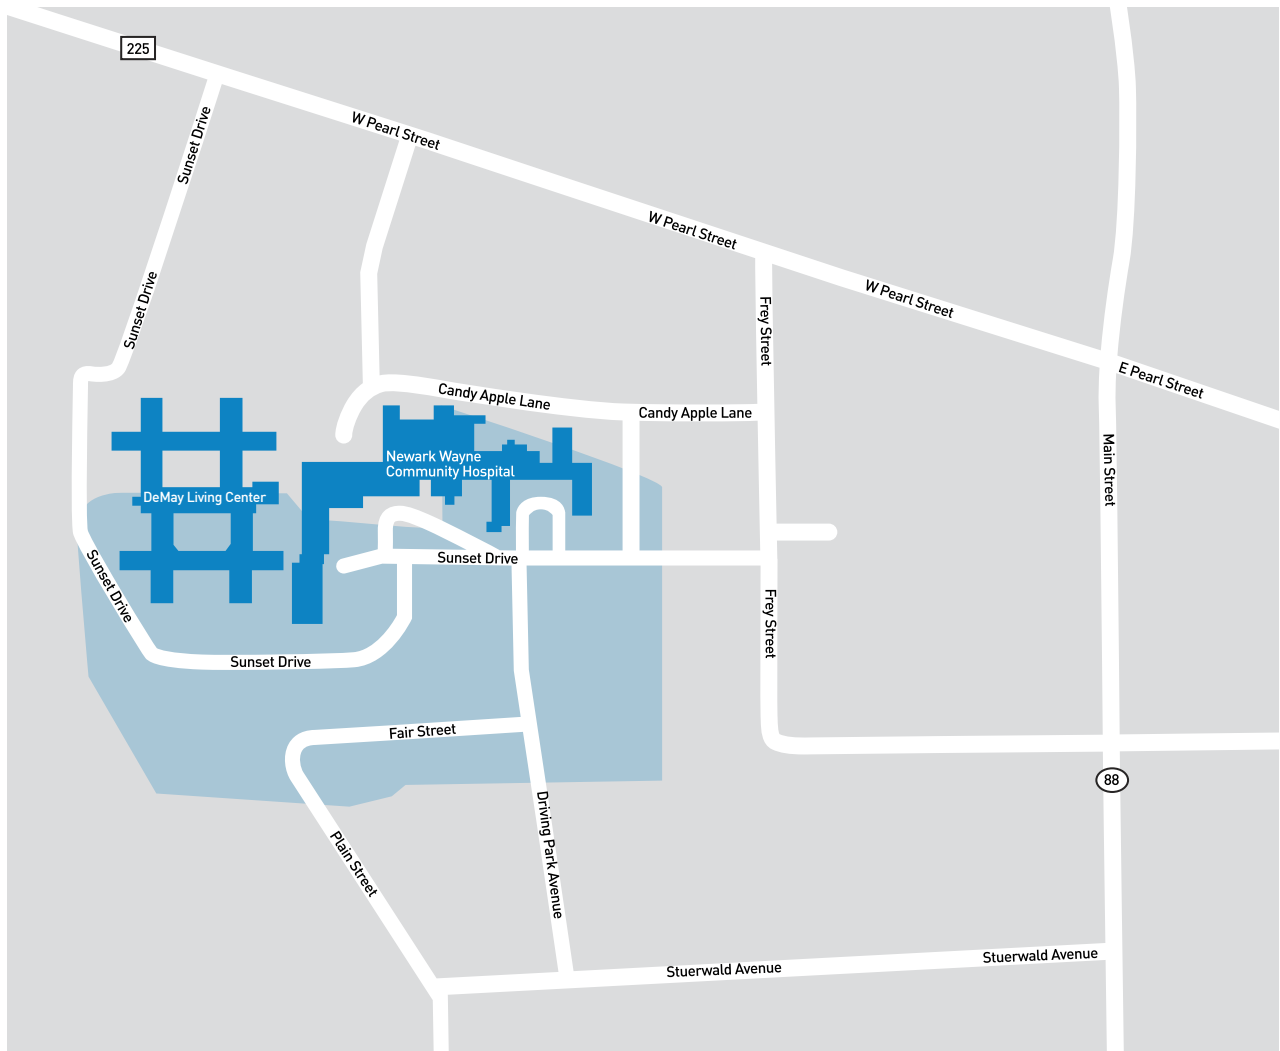 225
Sunset Drive
W Pearl Street
W Pearl Street
Sunset Drive
W Pearl Street
Frey Street
E Pearl Street
Candy Apple Lane
Candy Apple Lane
Main Street
Newark Wayne
Community Hospital
DeMay Living Center
Sunset Drive
Sunset Drive
Frey Street
Sunset Drive
Fair Street
88
Driving Park Avenue
Plain Street
Stuerwald Avenue
Stuerwald Avenue